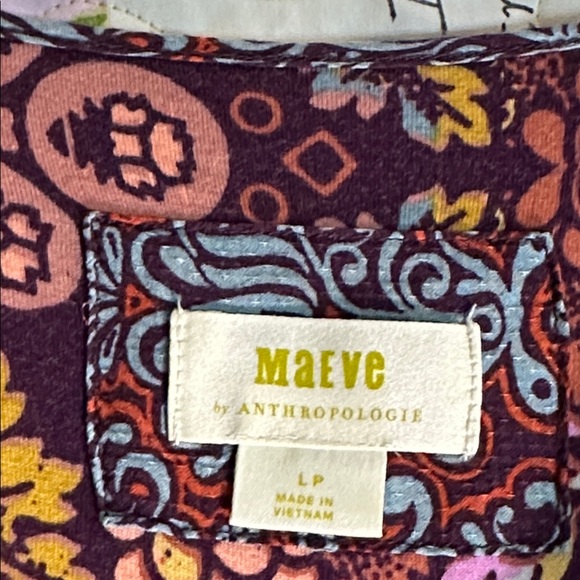 MaEVe
by ANTHROPOLOGIE
LP
MADE IN
VIETNAM